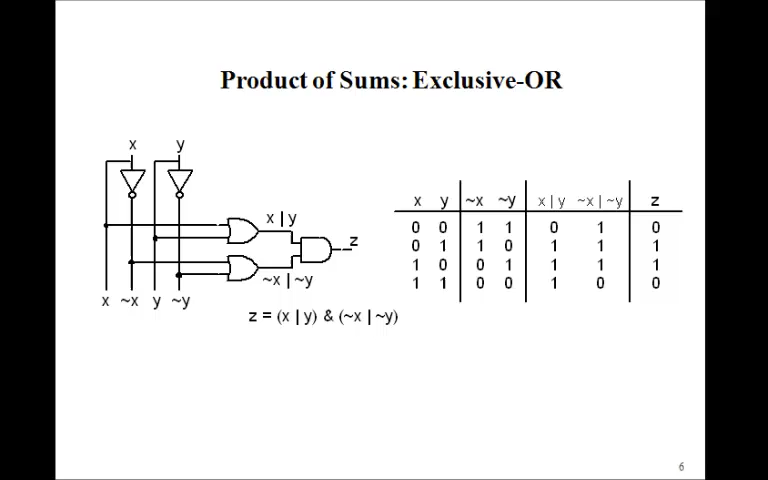 Product of Sums: Exclusive-OR
x y
x | y
z
~x | ~y
x ~x y ~y
z = (x | y) & (~x | ~y)
x y ~x ~y x | y ~x | ~y z
0 0 1 1 0 1 0
0 1 1 0 1 1 1
1 0 0 1 1 1 1
1 1 0 0 1 0 0
6